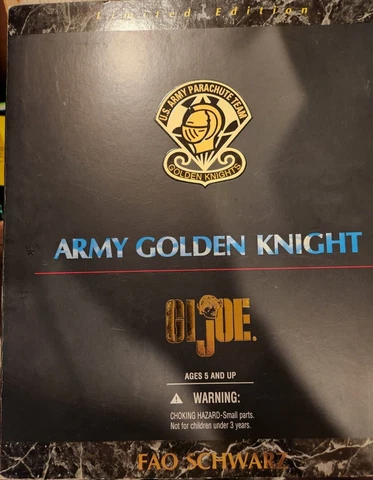 Limited Edition
U.S. ARMY PARACHUTE TEAM
GOLDEN KNIGHTS
ARMY GOLDEN KNIGHT
GI JOE.
AGES 5 AND UP
WARNING:
CHOKING HAZARD-Small parts.
Not for children under 3 years.
FAO SCHWARZ